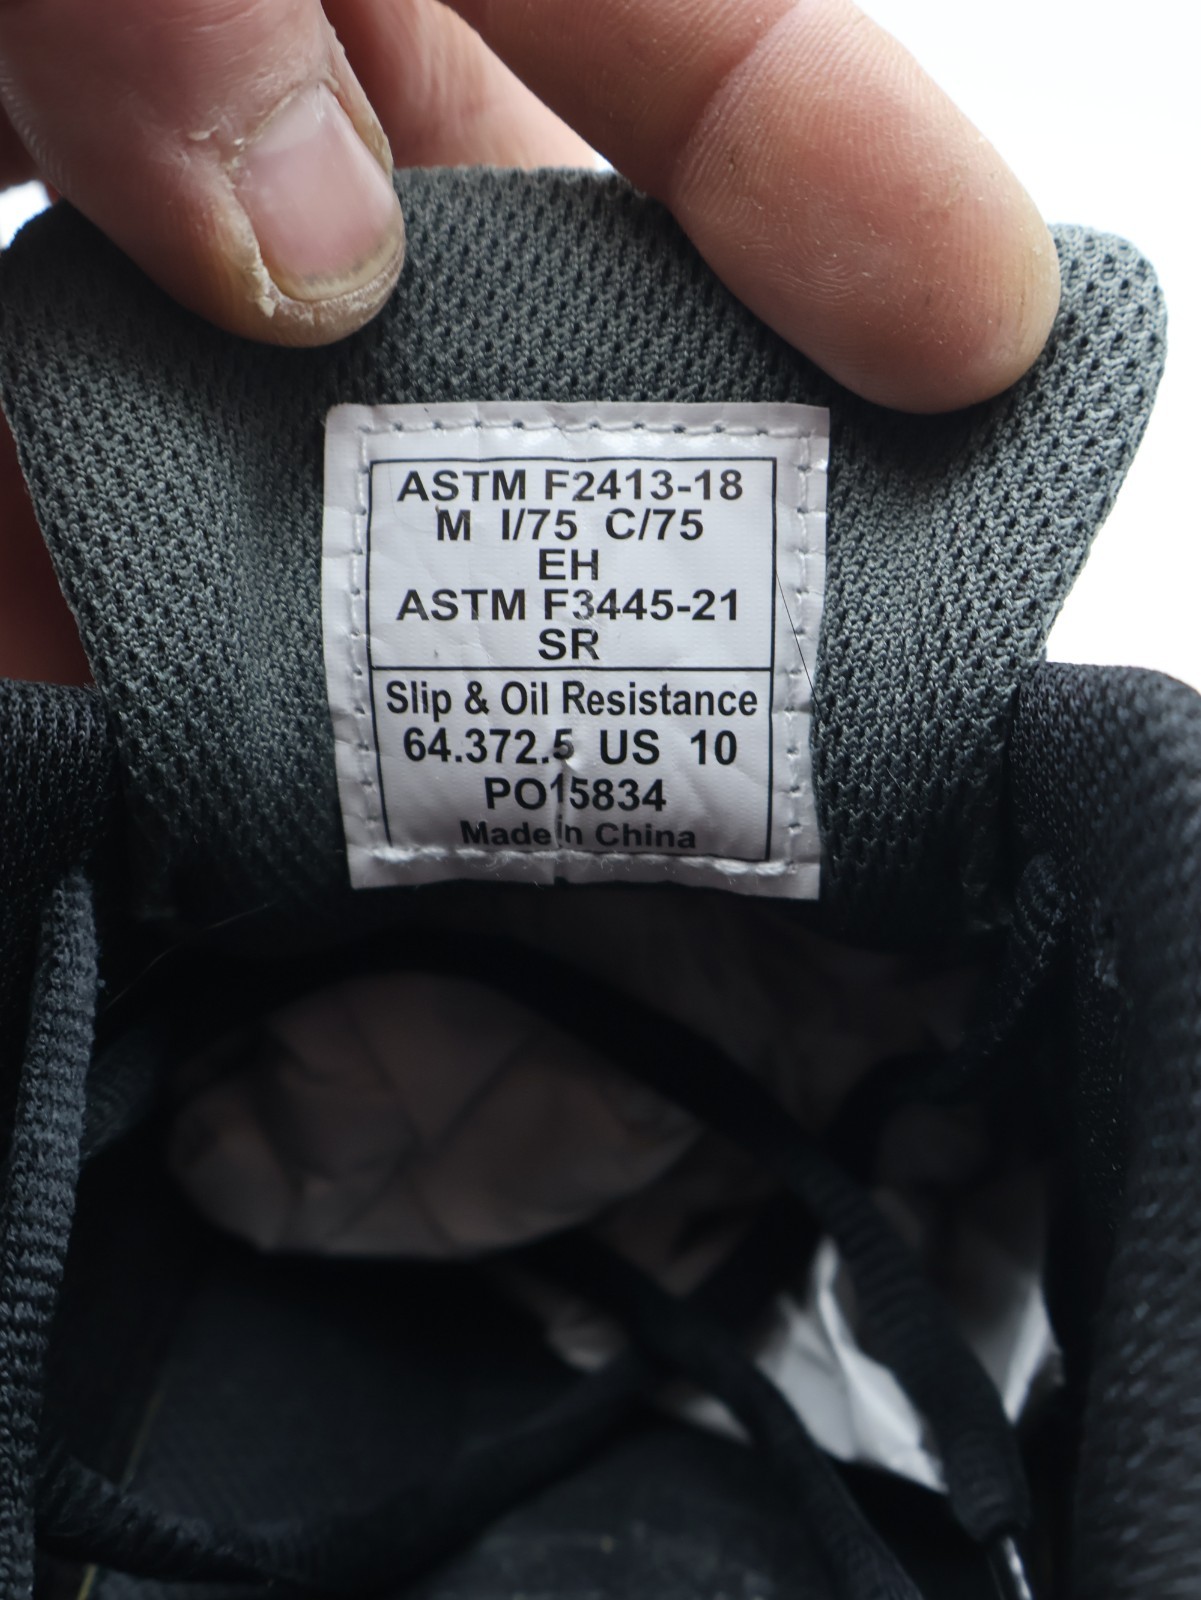 ASTM F2413-18
M I/75 C/75
EH
ASTM F3445-21
SR
Slip & Oil Resistance
64.372.5 US 10
PO15834
Made in China